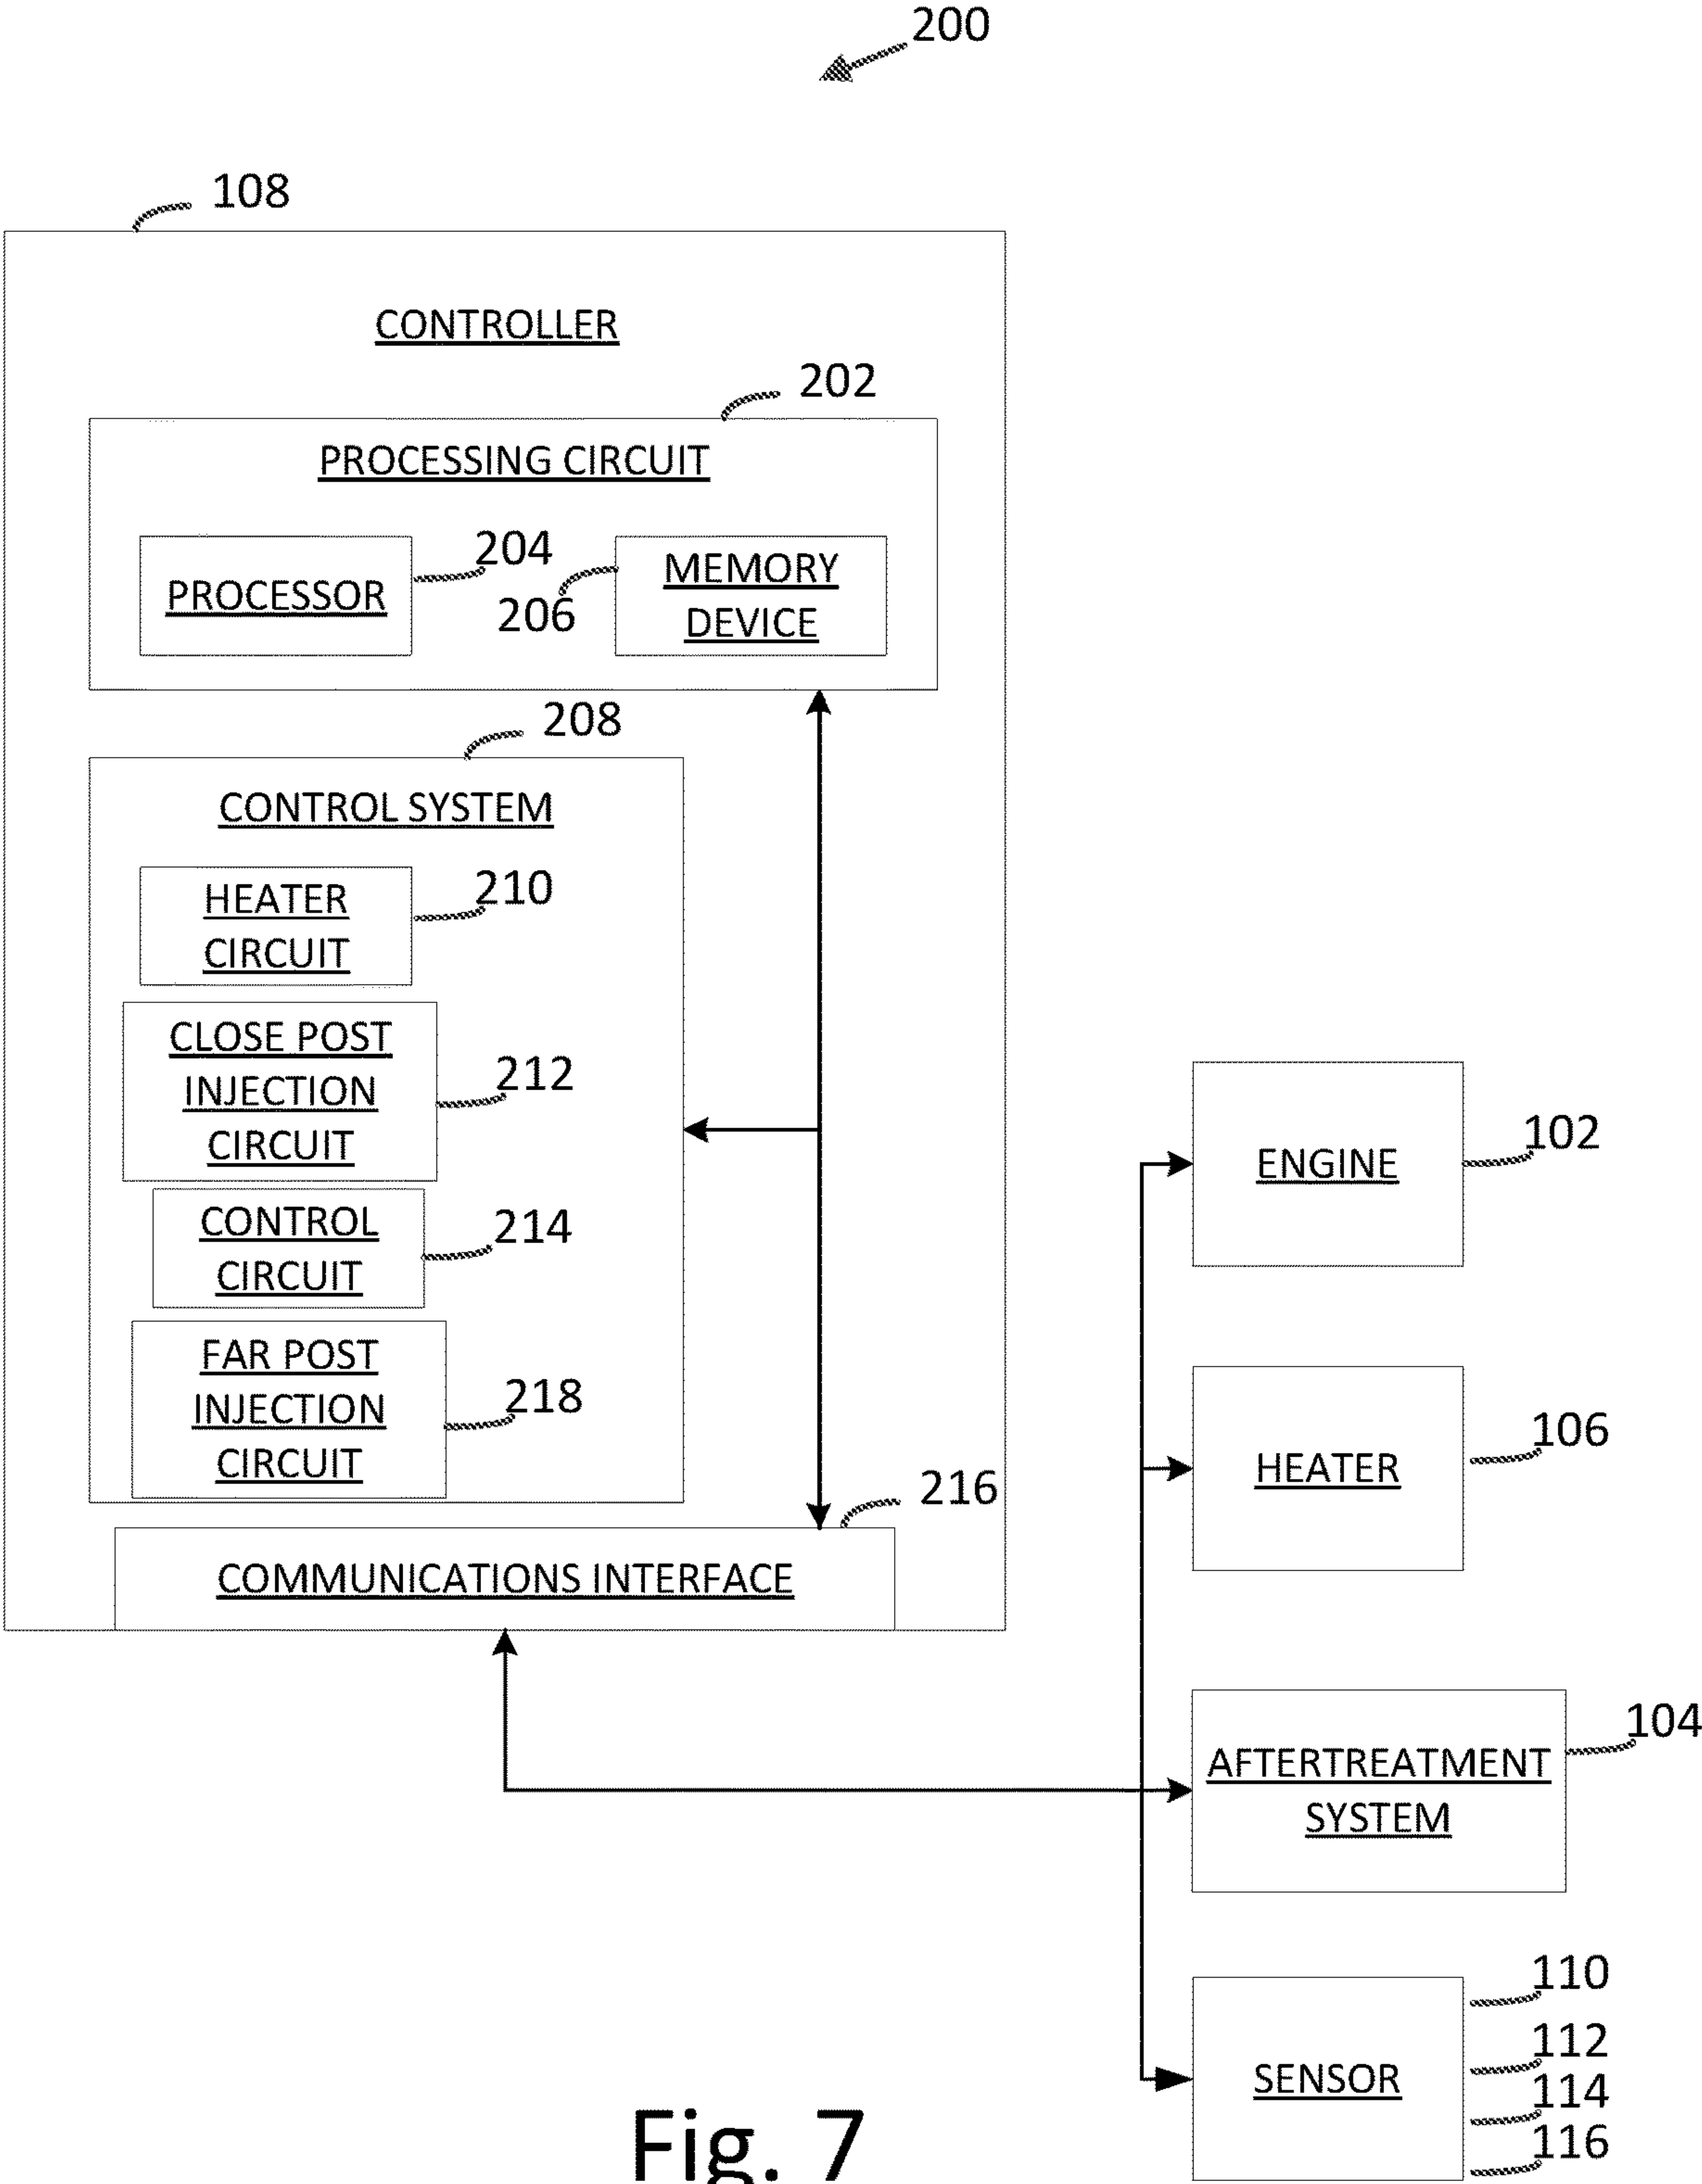 200
108
CONTROLLER
202
PROCESSING CIRCUIT
204
PROCESSOR
206
MEMORY
DEVICE
208
CONTROL SYSTEM
HEATER
CIRCUIT
210
CLOSE POST
INJECTION
CIRCUIT
212
CONTROL
CIRCUIT
214
FAR POST
INJECTION
CIRCUIT
218
216
COMMUNICATIONS INTERFACE
ENGINE
102
HEATER
106
AFTERTREATMENT
SYSTEM
104
SENSOR
110
112
114
116
Fig. 7